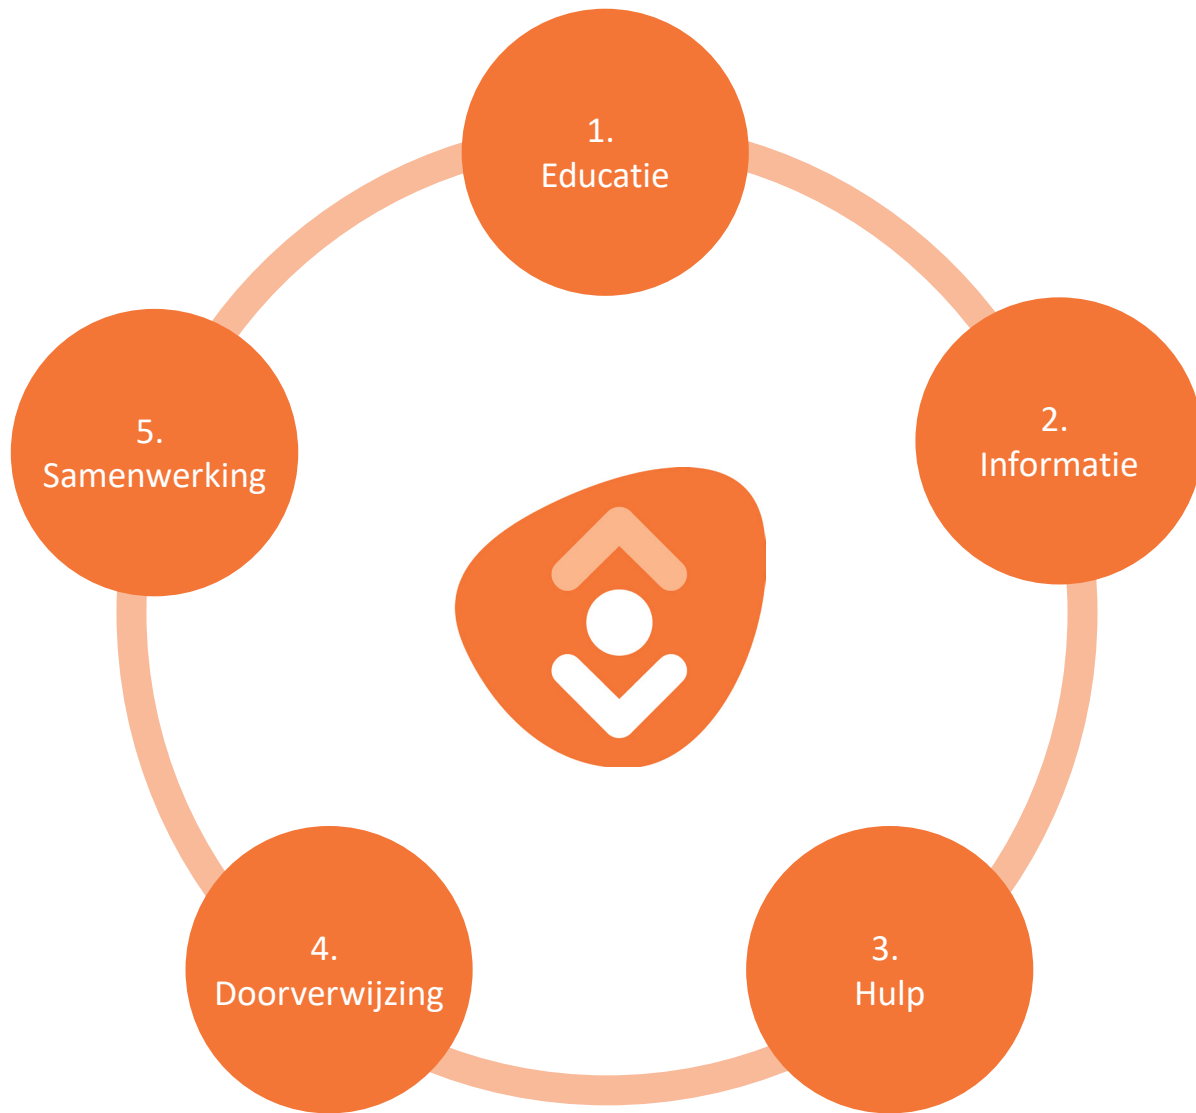 1.
Educatie
2.
Informatie
3.
Hulp
4.
Doorverwijzing
5.
Samenwerking